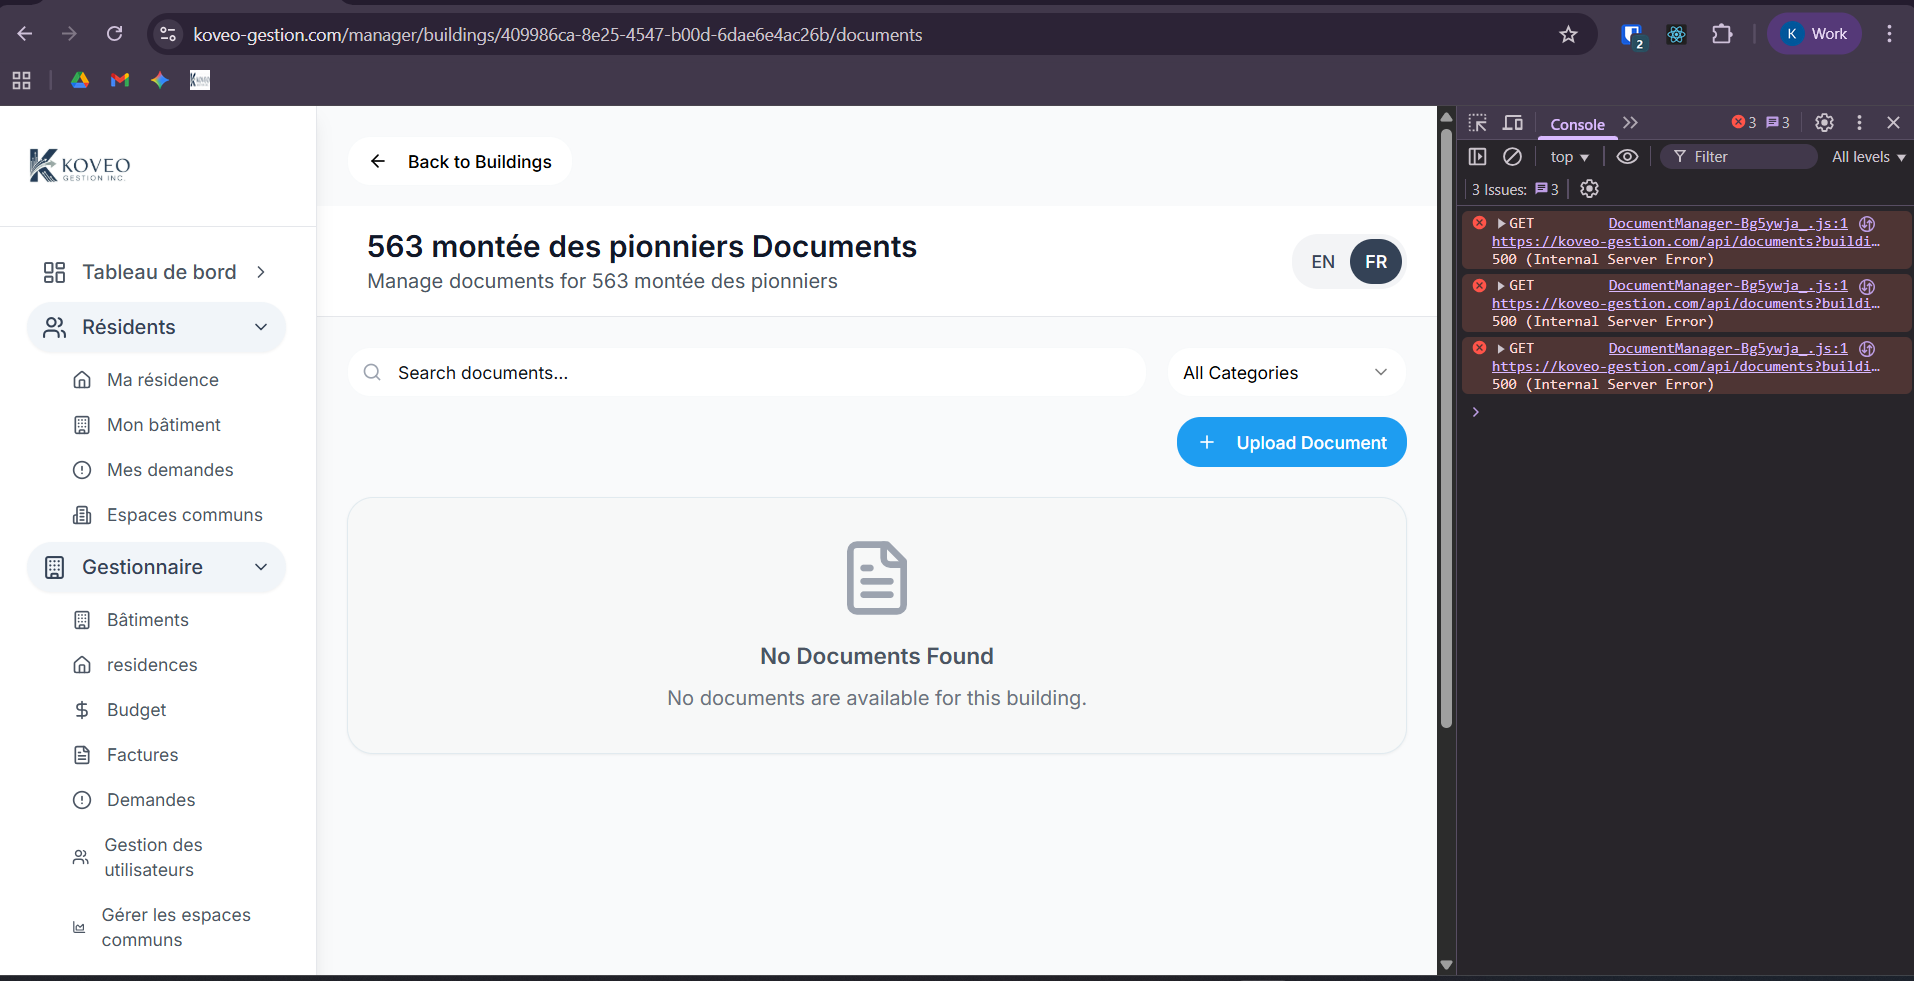 koveo-gestion.com/manager/buildings/409986ca-8e25-4547-b00d-6dae6e4ac26b/documents
2
K Work
KOVEO
GESTION INC.
Tableau de bord
Résidents
Ma résidence
Mon bâtiment
Mes demandes
Espaces communs
Gestionnaire
Bâtiments
residences
Budget
Factures
Demandes
Gestion des
utilisateurs
Gérer les espaces
communs
Back to Buildings
563 montée des pionniers Documents
Manage documents for 563 montée des pionniers
EN FR
Search documents...
All Categories
+ Upload Document
No Documents Found
No documents are available for this building.
Console 3 3
top Filter All levels
3 Issues: 3
GET DocumentManager-Bg5ywja_.js:1
https://koveo-gestion.com/api/documents?buildi…
500 (Internal Server Error)
GET DocumentManager-Bg5ywja_.js:1
https://koveo-gestion.com/api/documents?buildi…
500 (Internal Server Error)
GET DocumentManager-Bg5ywja_.js:1
https://koveo-gestion.com/api/documents?buildi…
500 (Internal Server Error)